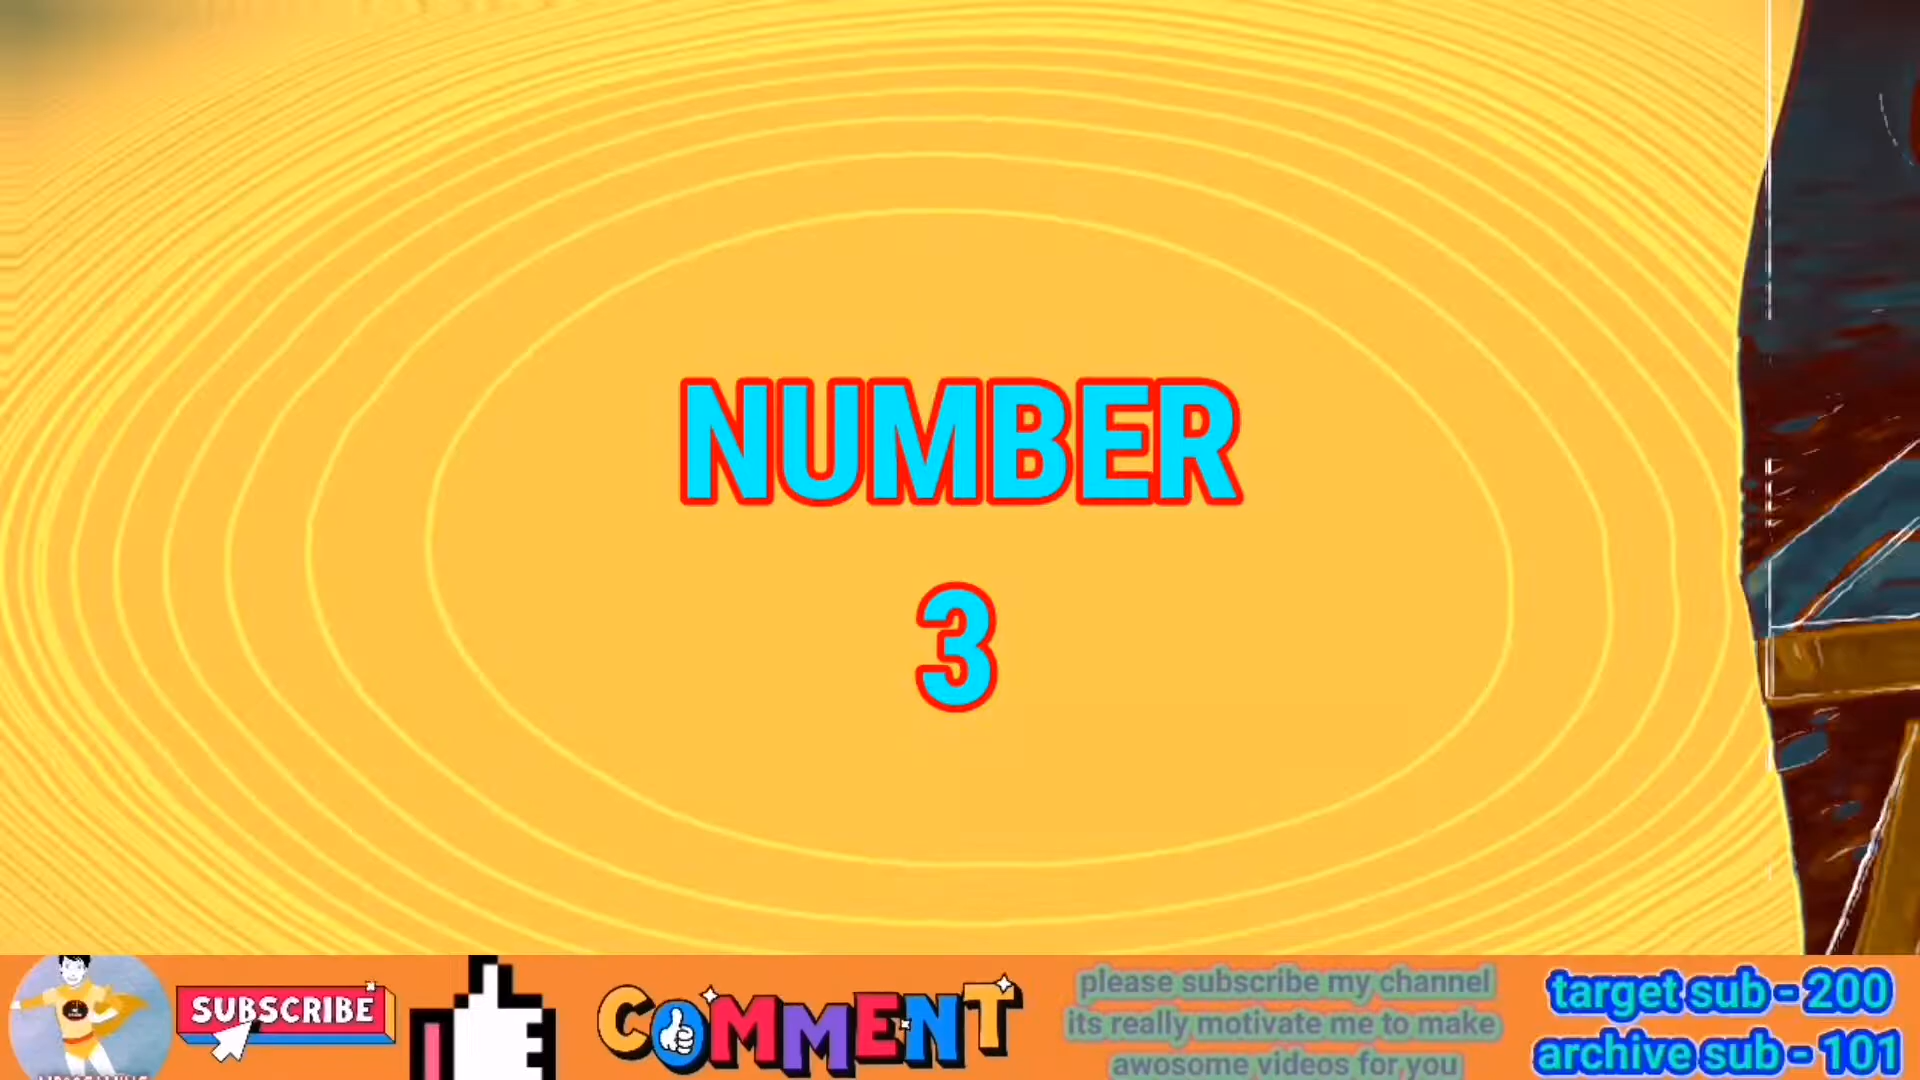 NUMBER
3
SUBSCRIBE
COMMENT
please subscribe my channel
its really motivate me to make
awosome videos for you
target sub - 200
archive sub - 101